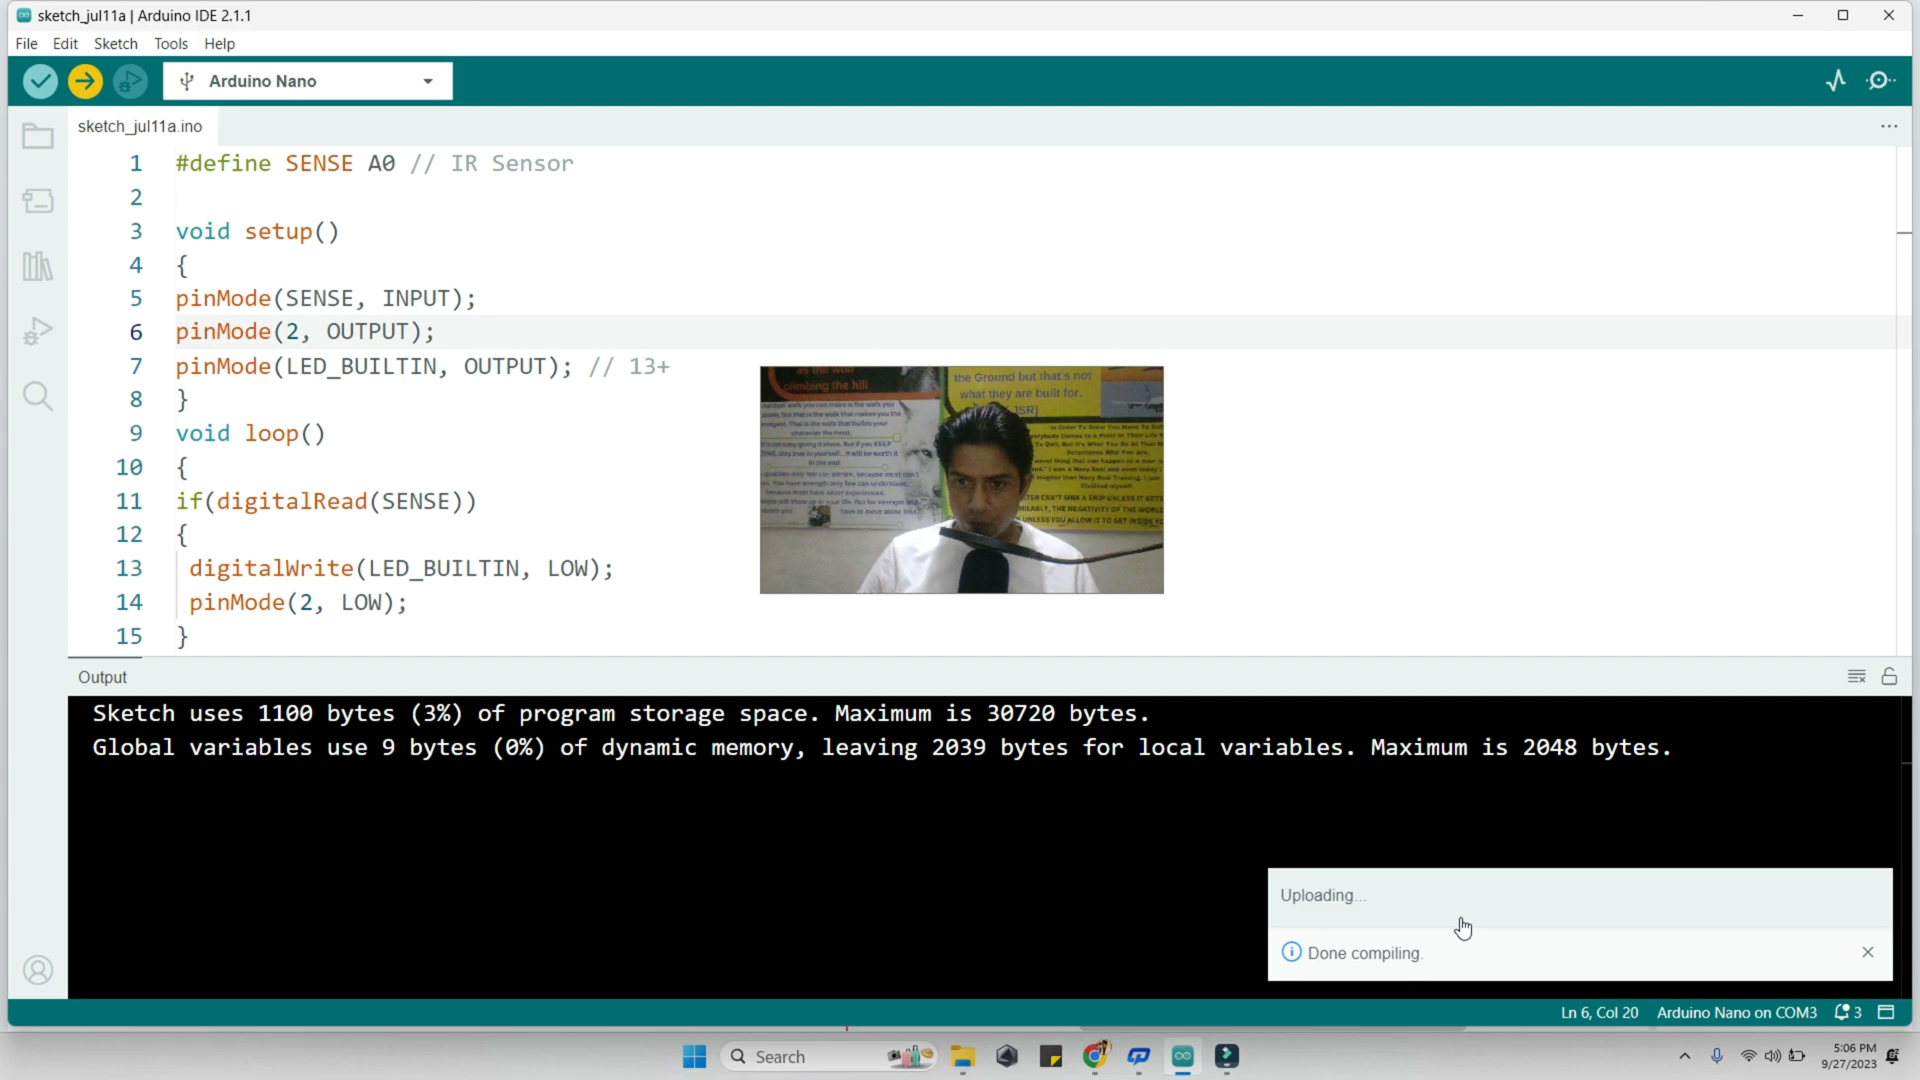 sketch_jul11a | Arduino IDE 2.1.1
File Edit Sketch Tools Help
Arduino Nano
sketch_jul11a.ino
1 #define SENSE A0 // IR Sensor
2
3 void setup()
4 {
5 pinMode(SENSE, INPUT);
6 pinMode(2, OUTPUT);
7 pinMode(LED_BUILTIN, OUTPUT); // 13+
8 }
9 void loop()
10 {
11 if(digitalRead(SENSE))
12 {
13 digitalWrite(LED_BUILTIN, LOW);
14 pinMode(2, LOW);
15 }
climbing the hill
the Ground but that's not
what they are built for.
Output
Sketch uses 1100 bytes (3%) of program storage space. Maximum is 30720 bytes.
Global variables use 9 bytes (0%) of dynamic memory, leaving 2039 bytes for local variables. Maximum is 2048 bytes.
Uploading...
Done compiling.
Ln 6, Col 20 Arduino Nano on COM3 3
Search
5:06 PM
9/27/2023